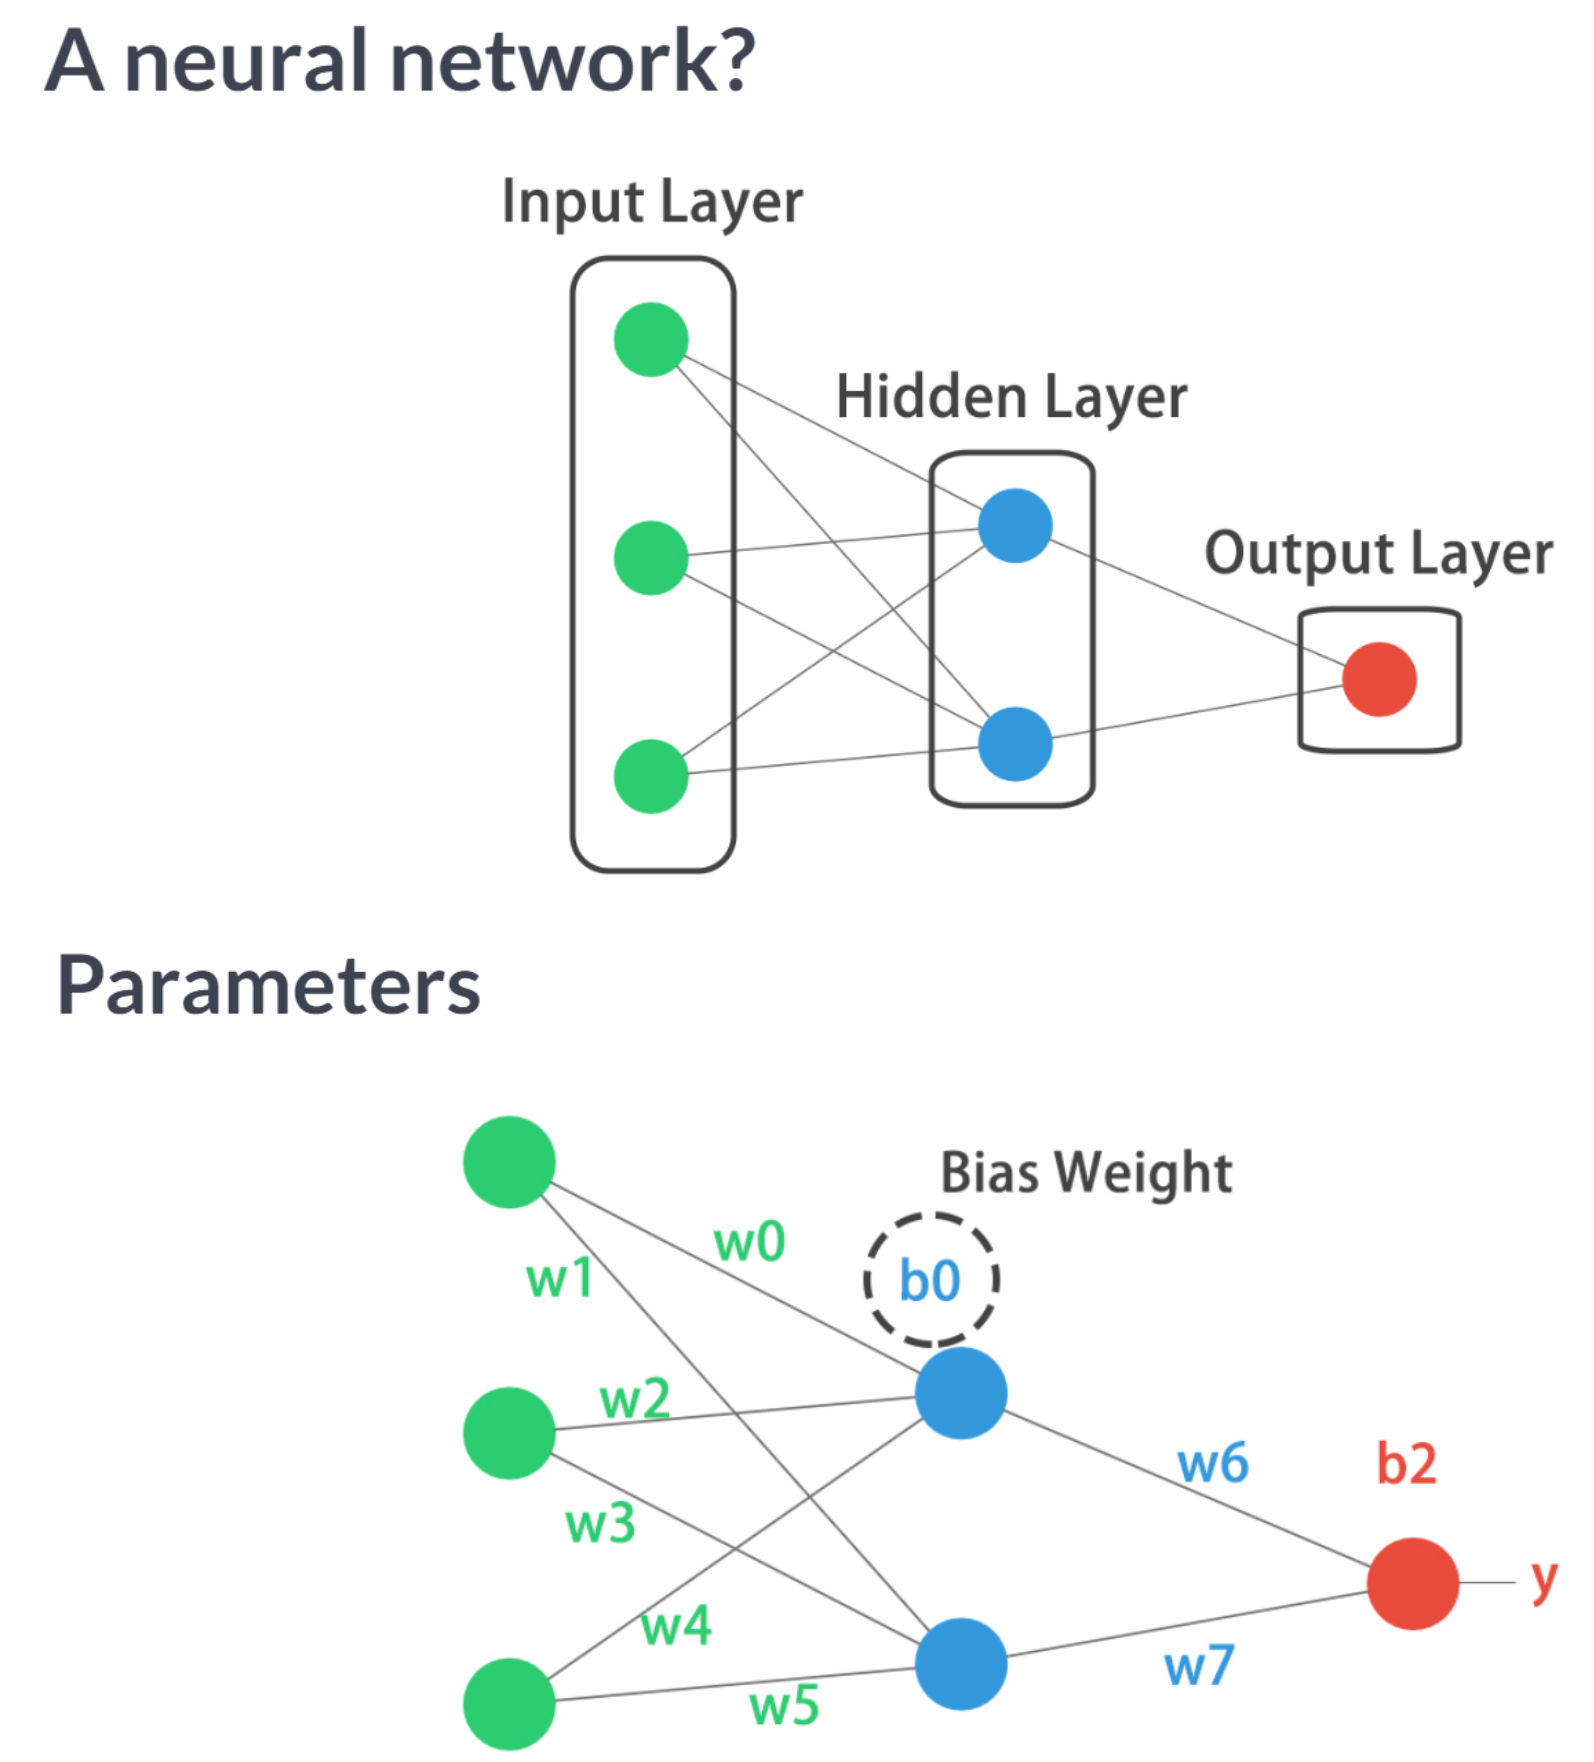 A neural network?
Input Layer
Hidden Layer
Output Layer
Parameters
Bias Weight
w0
b0
w1
w2
w6
b2
w3
y
w4
w7
w5